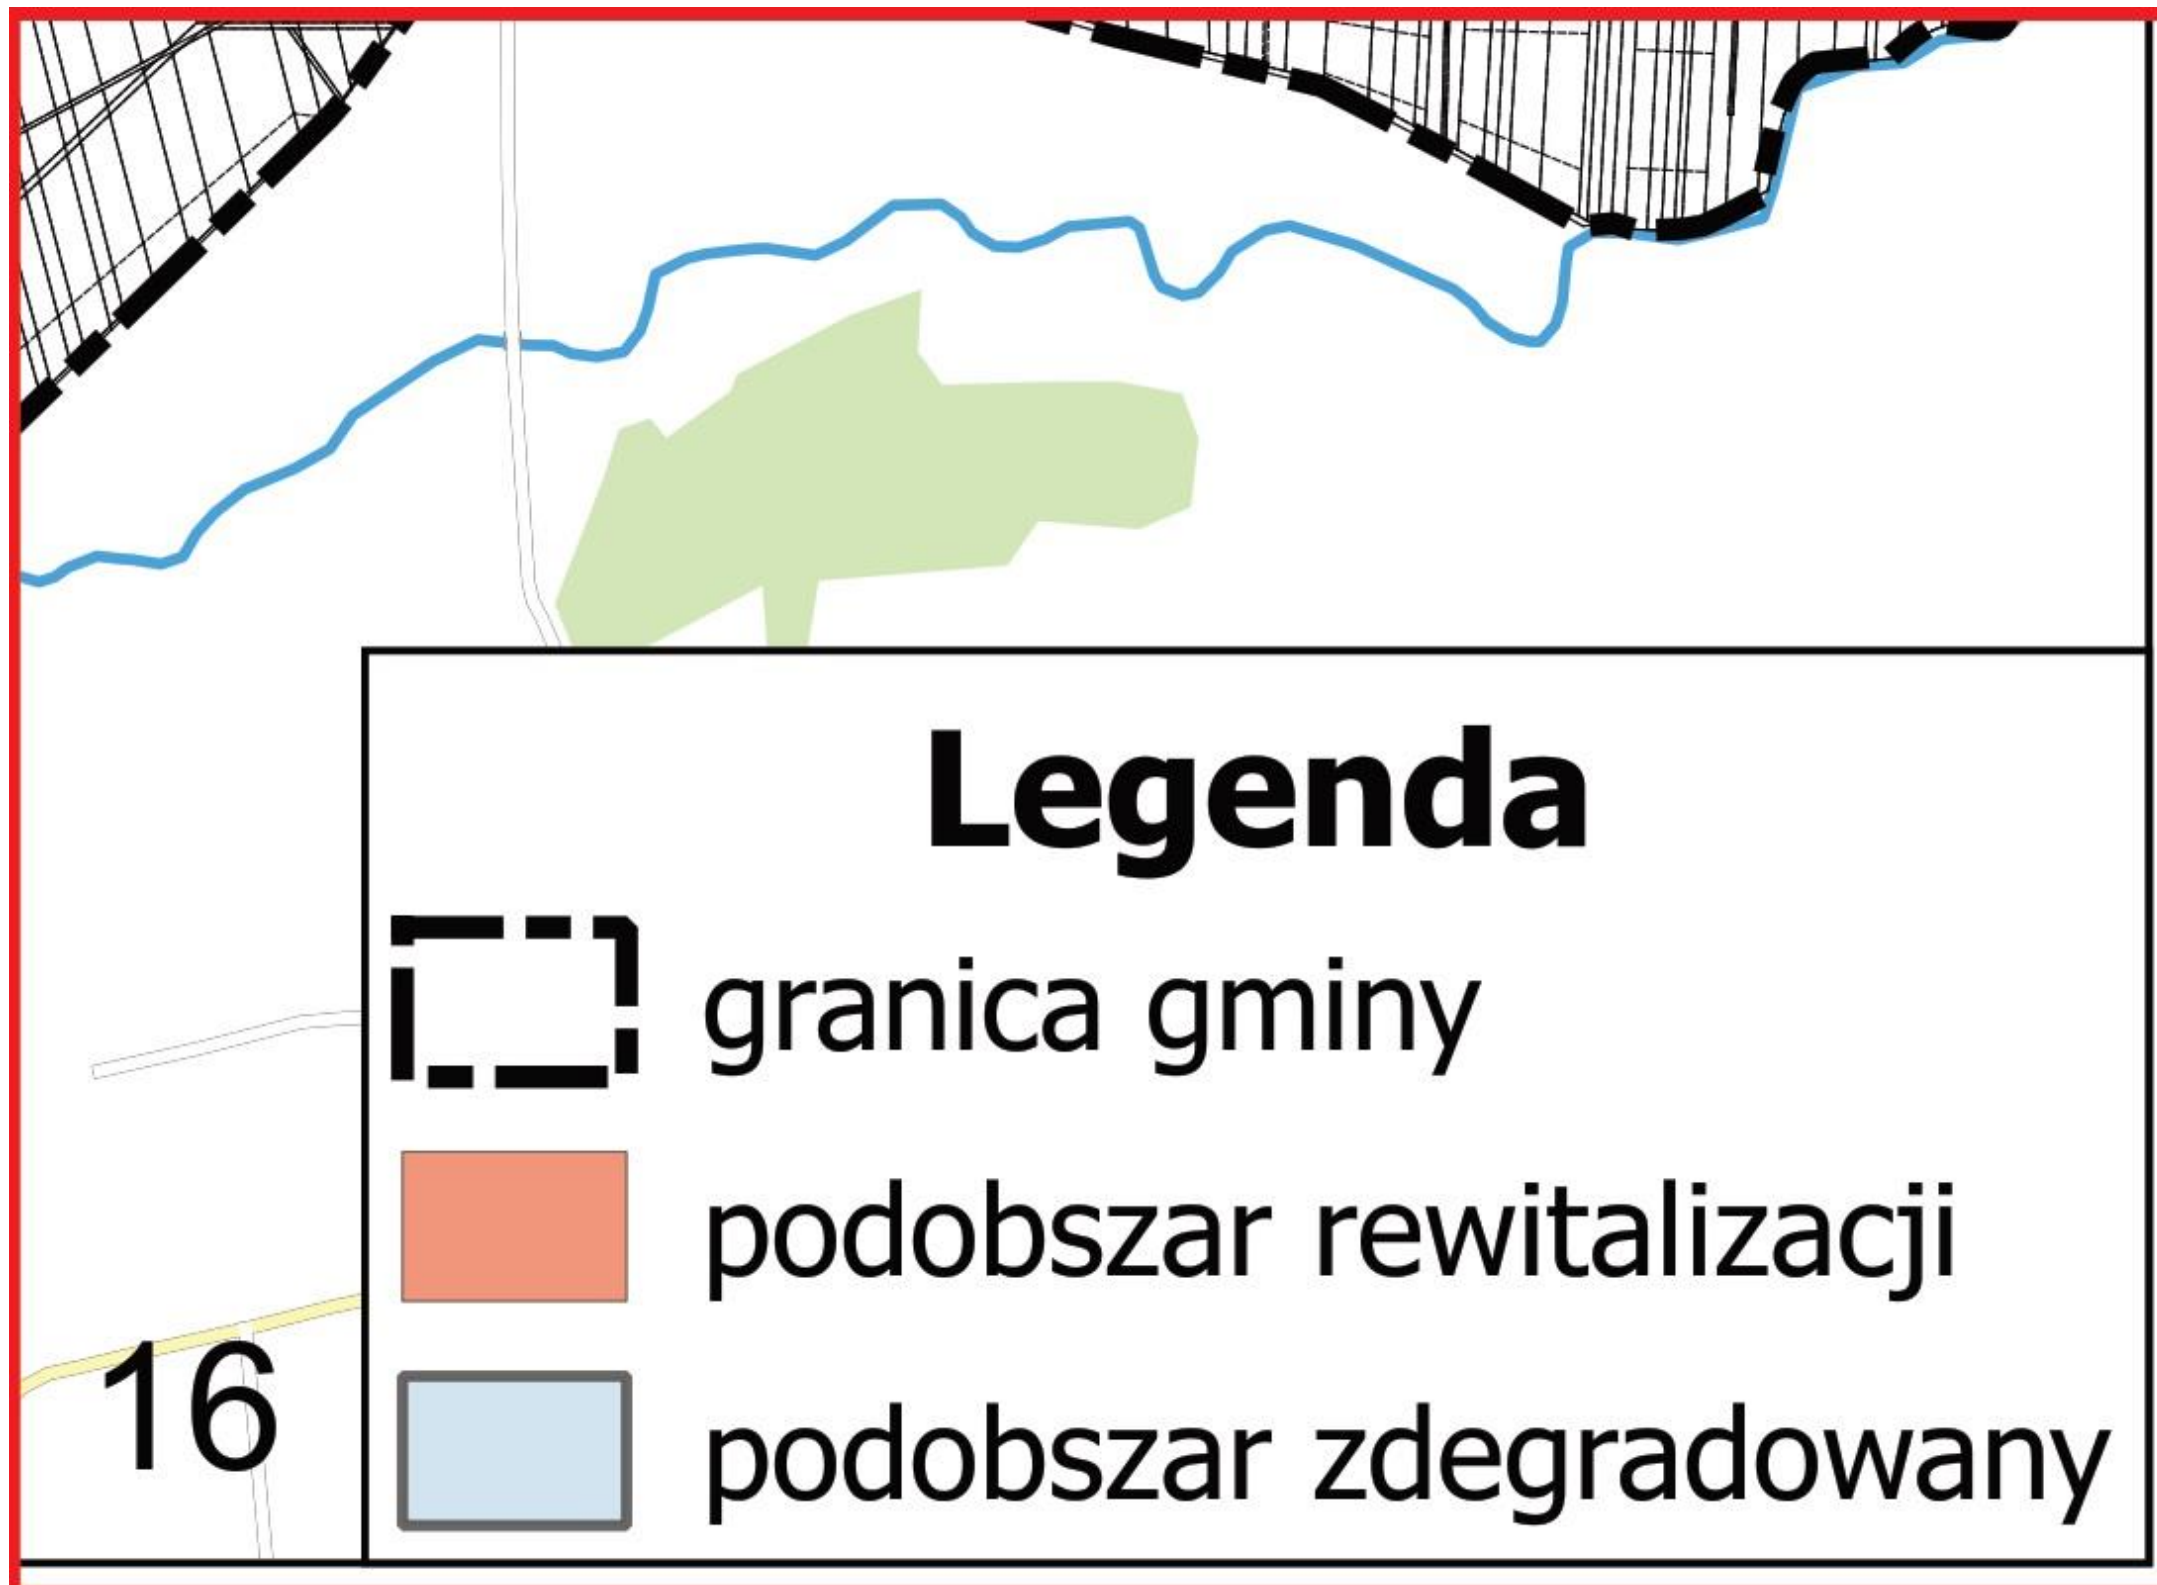 Legenda
granica gminy
podobszar rewitalizacji
podobszar zdegradowany
16